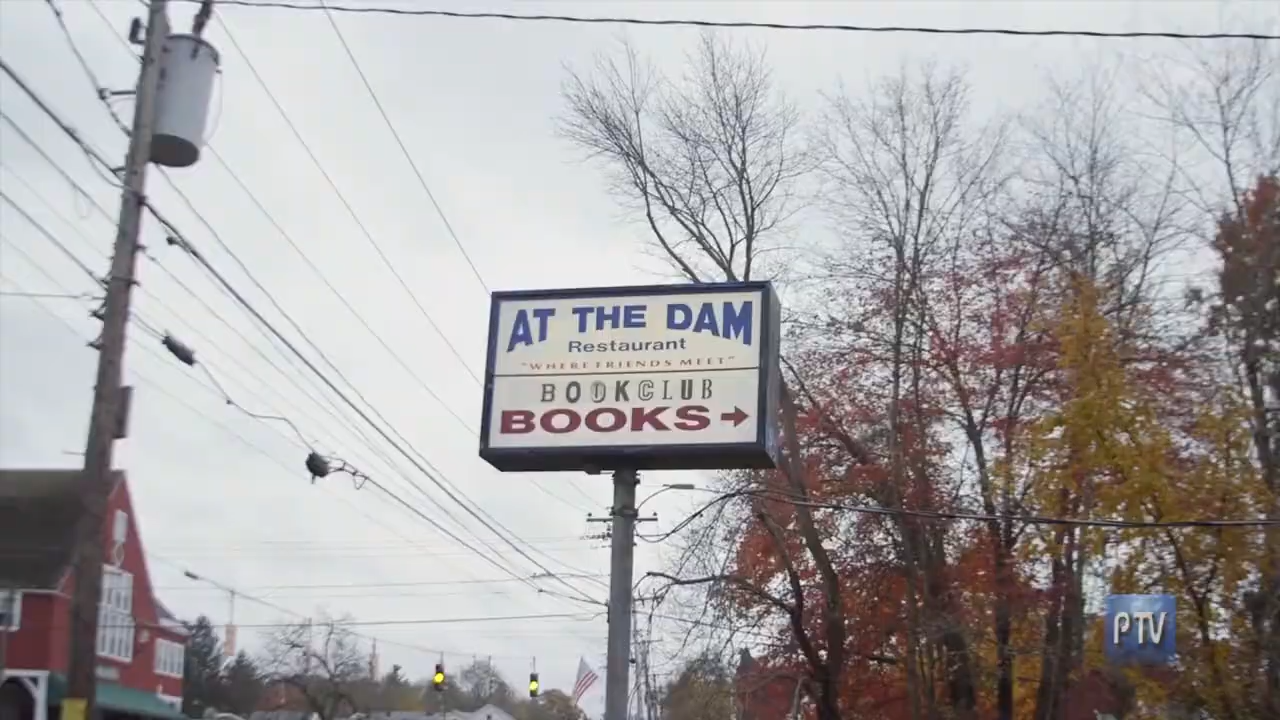 AT THE DAM
Restaurant
"WHERE FRIENDS MEET"
BOOKCLUB
BOOKS→
PTV